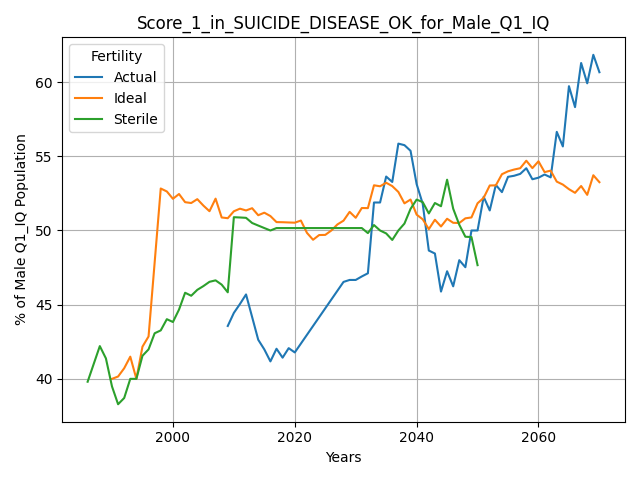 Score_1_in_SUICIDE_DISEASE_OK_for_Male_Q1_IQ
Fertility
Actual
Ideal
Sterile
% of Male Q1_IQ Population
60
55
50
45
40
2000
2020
2040
2060
Years